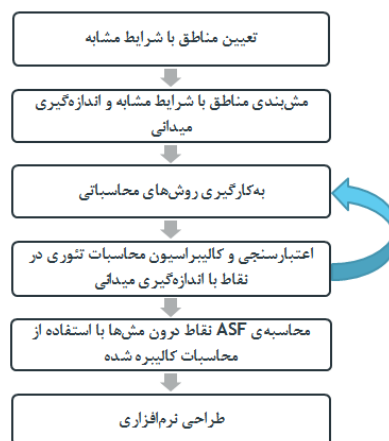 تعیین مناطق با شرایط مشابه
مش‌بندی مناطق با شرایط مشابه و اندازه‌گیری
میدانی
به‌کارگیری روش‌های محاسباتی
اعتبارسنجی و کالیبراسیون محاسبات تئوری در
نقاط با اندازه‌گیری میدانی
محاسبه‌ی ASF نقاط درون مش‌ها با استفاده از
محاسبات کالیبره شده
طراحی نرم‌افزاری